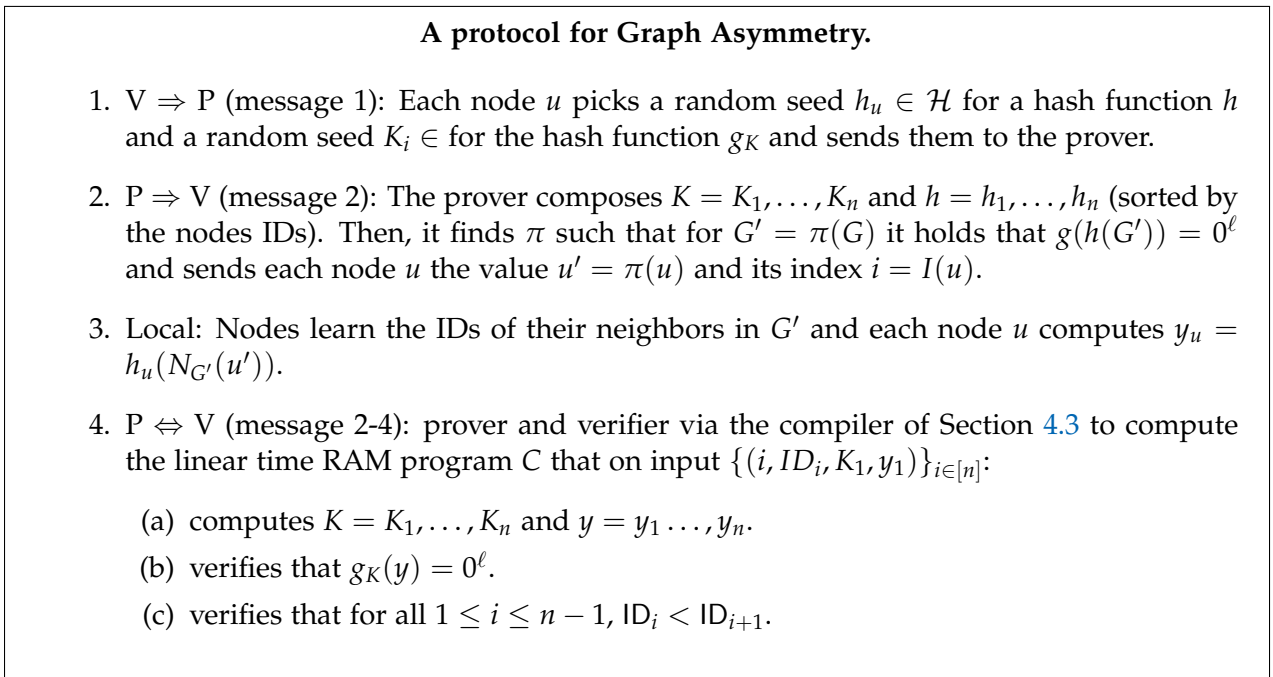 A protocol for Graph Asymmetry.
1. V ⇒ P (message 1): Each node u picks a random seed h_u ∈ ℋ for a hash function h
and a random seed K_i ∈ for the hash function g_K and sends them to the prover.
2. P ⇒ V (message 2): The prover composes K = K_1, . . . , K_n and h = h_1, . . . , h_n (sorted by
the nodes IDs). Then, it finds π such that for G′ = π(G) it holds that g(h(G′)) = 0^ℓ
and sends each node u the value u′ = π(u) and its index i = I(u).
3. Local: Nodes learn the IDs of their neighbors in G′ and each node u computes y_u =
h_u(N_{G′}(u′)).
4. P ⇔ V (message 2-4): prover and verifier via the compiler of Section 4.3 to compute
the linear time RAM program C that on input {(i, ID_i, K_1, y_1)}_{i∈[n]}:
(a) computes K = K_1, . . . , K_n and y = y_1 . . . , y_n.
(b) verifies that g_K(y) = 0^ℓ.
(c) verifies that for all 1 ≤ i ≤ n − 1, ID_i < ID_{i+1}.